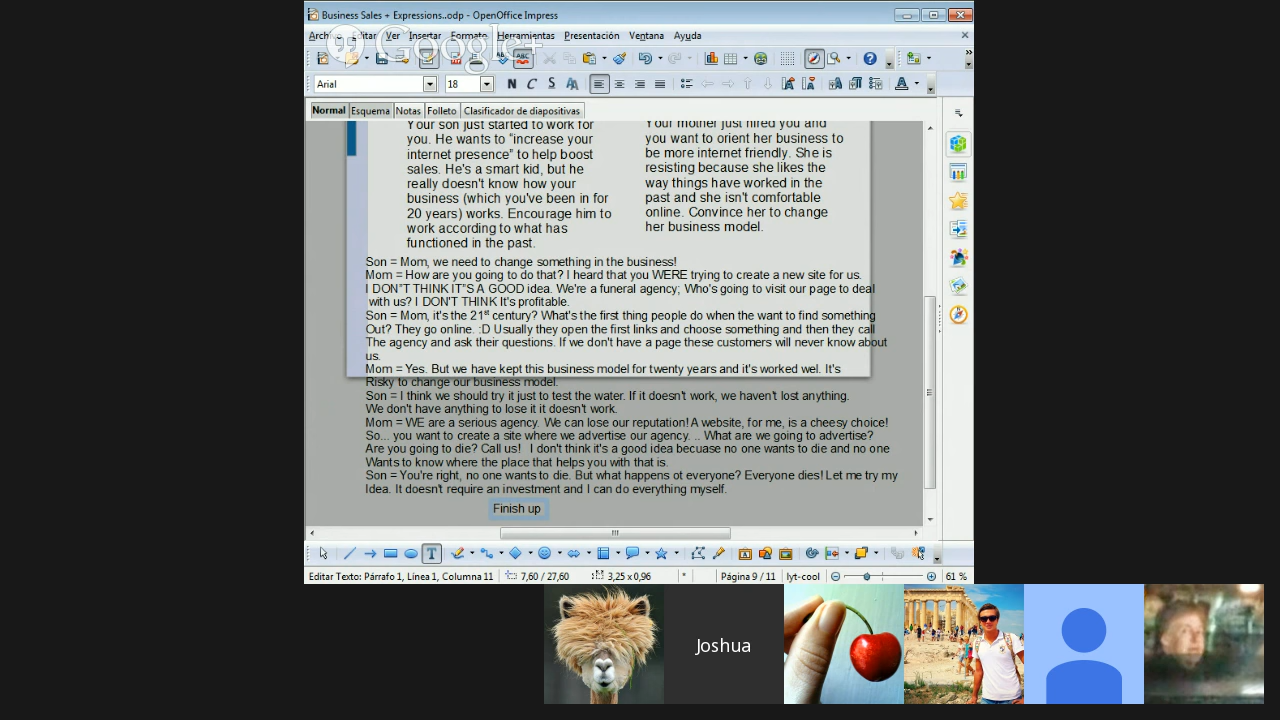 Business Sales + Expressions..odp - OpenOffice Impress
Google+
Archivo Editar Ver Insertar Formato Herramientas Presentación Ventana Ayuda
Arial 18 N C S
Normal Esquema Notas Folleto Clasificador de diapositivas
Your son just started to work for
you. He wants to "increase your
internet presence" to help boost
sales. He's a smart kid, but he
really doesn't know how your
business (which you've been in for
20 years) works. Encourage him to
work according to what has
functioned in the past.
Your mother just hired you and
you want to orient her business to
be more internet friendly. She is
resisting because she likes the
way things have worked in the
past and she isn't comfortable
online. Convince her to change
her business model.
Son = Mom, we need to change something in the business!
Mom = How are you going to do that? I heard that you WERE trying to create a new site for us.
I DON"T THINK IT"S A GOOD idea. We're a funeral agency; Who's going to visit our page to deal
with us? I DON'T THINK It's profitable.
Son = Mom, it's the 21st century? What's the first thing people do when the want to find something
Out? They go online. :D Usually they open the first links and choose something and then they call
The agency and ask their questions. If we don't have a page these customers will never know about
us.
Mom = Yes. But we have kept this business model for twenty years and it's worked wel. It's
Risky to change our business model.
Son = I think we should try it just to test the water. If it doesn't work, we haven't lost anything.
We don't have anything to lose it it doesn't work.
Mom = WE are a serious agency. We can lose our reputation! A website, for me, is a cheesy choice!
So... you want to create a site where we advertise our agency. .. What are we going to advertise?
Are you going to die? Call us! I don't think it's a good idea becuase no one wants to die and no one
Wants to know where the place that helps you with that is.
Son = You're right, no one wants to die. But what happens ot everyone? Everyone dies! Let me try my
Idea. It doesn't require an investment and I can do everything myself.
Finish up
Editar Texto: Párrafo 1, Línea 1, Columna 11 7,60 / 27,60 3,25 x 0,96 * Página 9 / 11 lyt-cool 61 %
Joshua